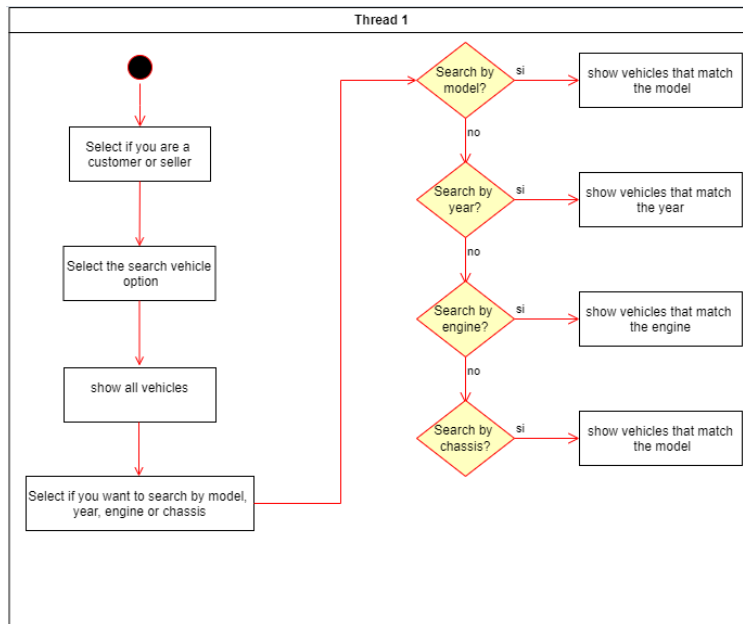 Thread 1
Select if you are a
customer or seller
Select the search vehicle
option
show all vehicles
Select if you want to search by model,
year, engine or chassis
Search by
model?
si
show vehicles that match
the model
no
Search by
year?
si
show vehicles that match
the year
no
Search by
engine?
si
show vehicles that match
the engine
no
Search by
chassis?
si
show vehicles that match
the model